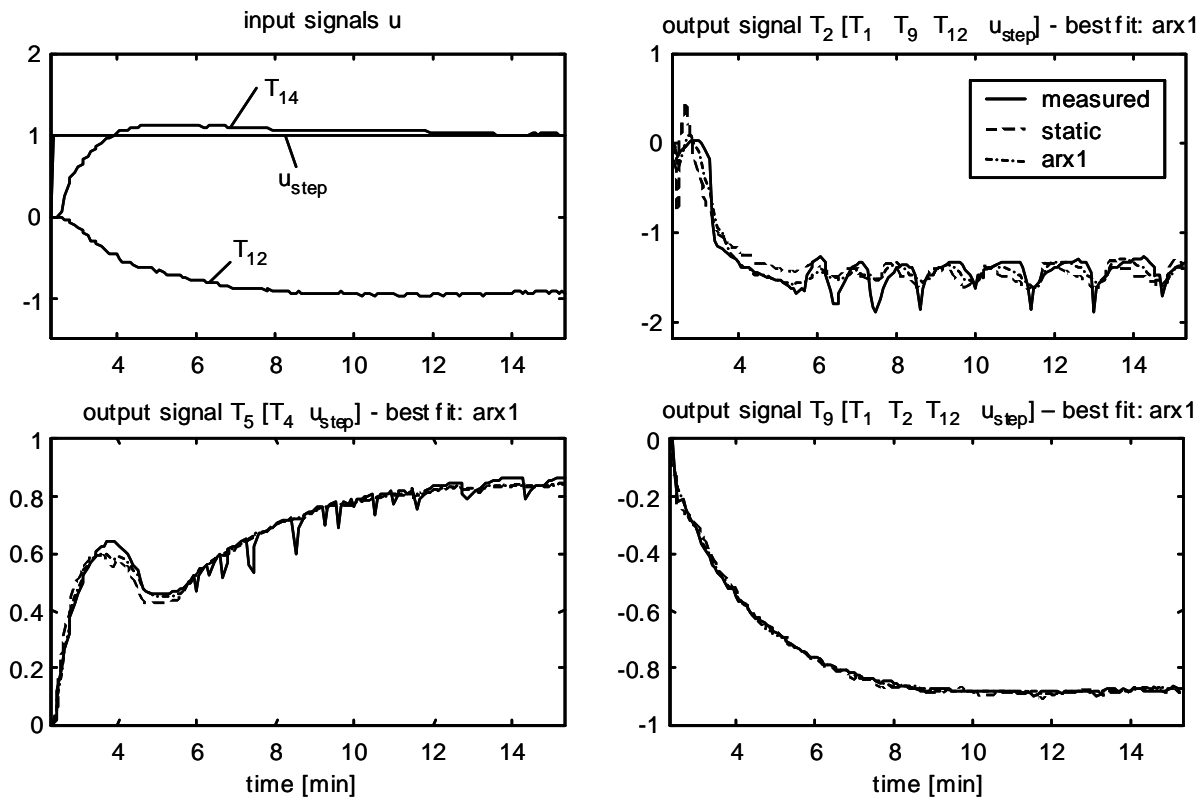 input signals u
2
1
0
-1
T14
ustep
T12
4 6 8 10 12 14
output signal T2 [T1 T9 T12 ustep] - best fit: arx1
1
0
-1
-2
measured
static
arx1
4 6 8 10 12 14
output signal T5 [T4 ustep] - best fit: arx1
1
0.8
0.6
0.4
0.2
0
4 6 8 10 12 14
time [min]
output signal T9 [T1 T2 T12 ustep] – best fit: arx1
0
-0.2
-0.4
-0.6
-0.8
-1
4 6 8 10 12 14
time [min]